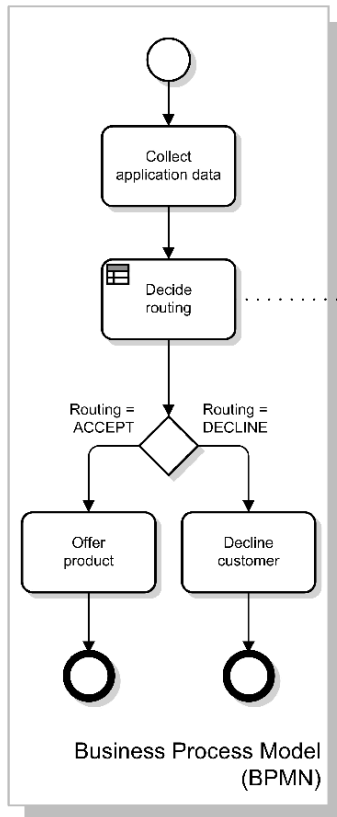 Collect
application data
Decide
routing
Routing =
ACCEPT
Routing =
DECLINE
Offer
product
Decline
customer
Business Process Model
(BPMN)